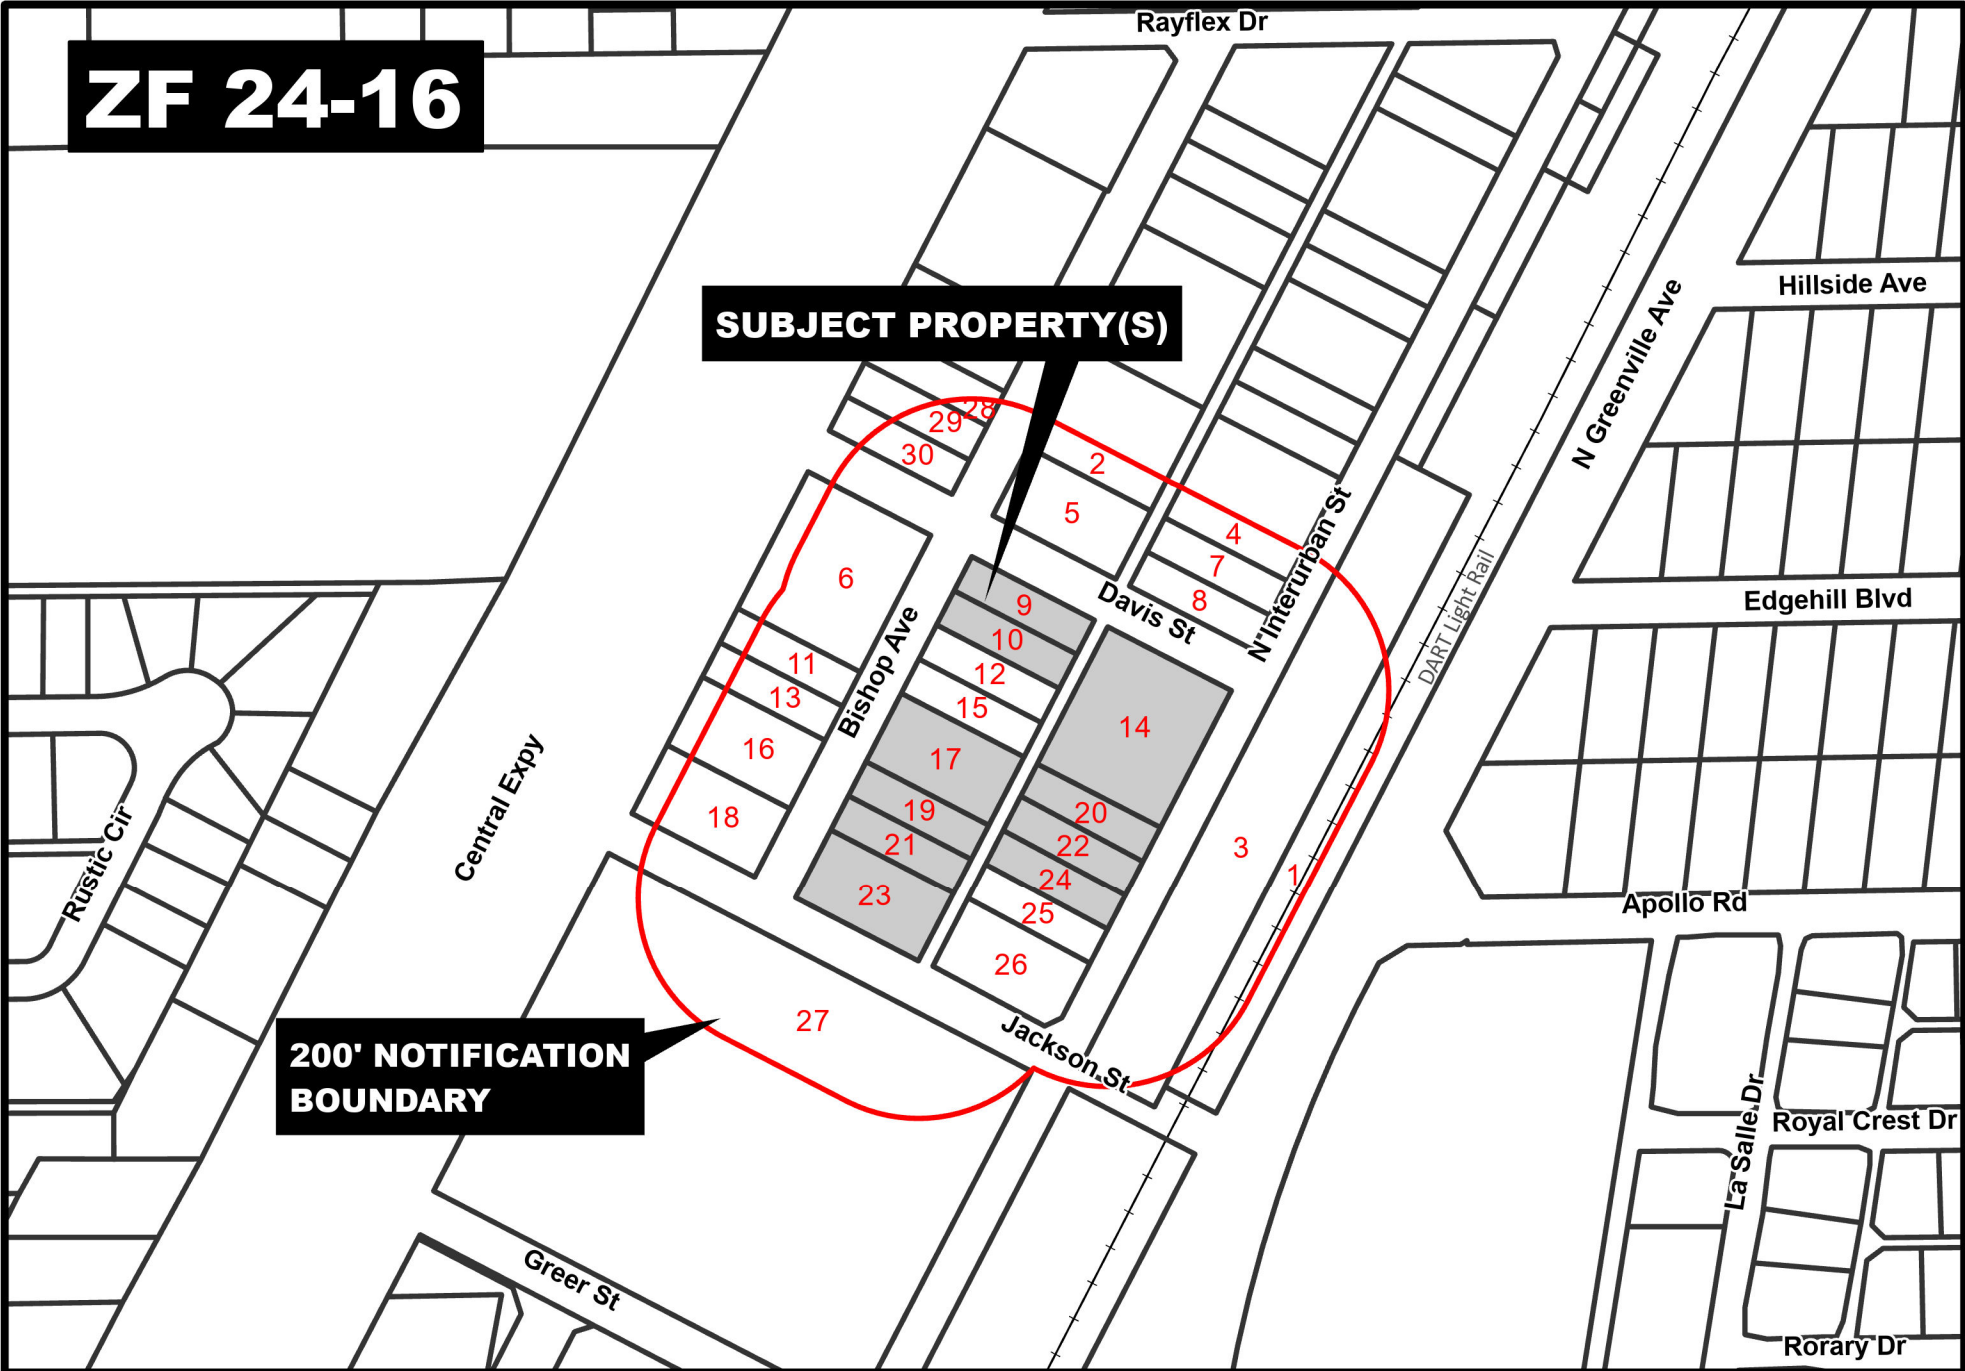 Rayflex Dr
ZF 24-16
Hillside Ave
SUBJECT PROPERTY(S)
N Greenville Ave
28
29
30
2
5
4
7
8
N Interurban St
DART Light Rail
6
9
Davis St
Edgehill Blvd
10
11
12
13
Bishop Ave
15
14
16
17
18
19
20
21
22
3
1
Central Expy
Rustic Cir
23
24
25
26
Apollo Rd
27
Jackson St
200' NOTIFICATION
BOUNDARY
La Salle Dr
Royal Crest Dr
Greer St
Rorary Dr